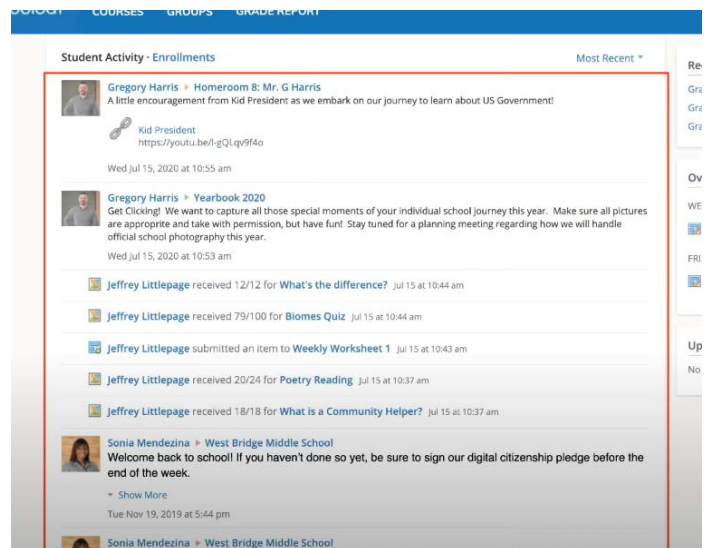 COURSES GROUPS GRADE REPORT
Student Activity · Enrollments
Most Recent
Gregory Harris Homeroom 8: Mr. G Harris
A little encouragement from Kid President as we embark on our journey to learn about US Government!
Kid President
https://youtu.be/l-gQLqv9f4o
Wed Jul 15, 2020 at 10:55 am
Gregory Harris Yearbook 2020
Get Clicking! We want to capture all those special moments of your individual school journey this year. Make sure all pictures
are approprite and take with permission, but have fun! Stay tuned for a planning meeting regarding how we will handle
official school photography this year.
Wed Jul 15, 2020 at 10:53 am
Jeffrey Littlepage received 12/12 for What's the difference? Jul 15 at 10:44 am
Jeffrey Littlepage received 79/100 for Biomes Quiz Jul 15 at 10:44 am
Jeffrey Littlepage submitted an item to Weekly Worksheet 1 Jul 15 at 10:43 am
Jeffrey Littlepage received 20/24 for Poetry Reading Jul 15 at 10:37 am
Jeffrey Littlepage received 18/18 for What is a Community Helper? Jul 15 at 10:37 am
Sonia Mendezina West Bridge Middle School
Welcome back to school! If you haven't done so yet, be sure to sign our digital citizenship pledge before the
end of the week.
Show More
Tue Nov 19, 2019 at 5:44 pm
Sonia Mendezina West Bridge Middle School
Re
Gra
Gra
Gra
Ov
WE
FRI
Up
No